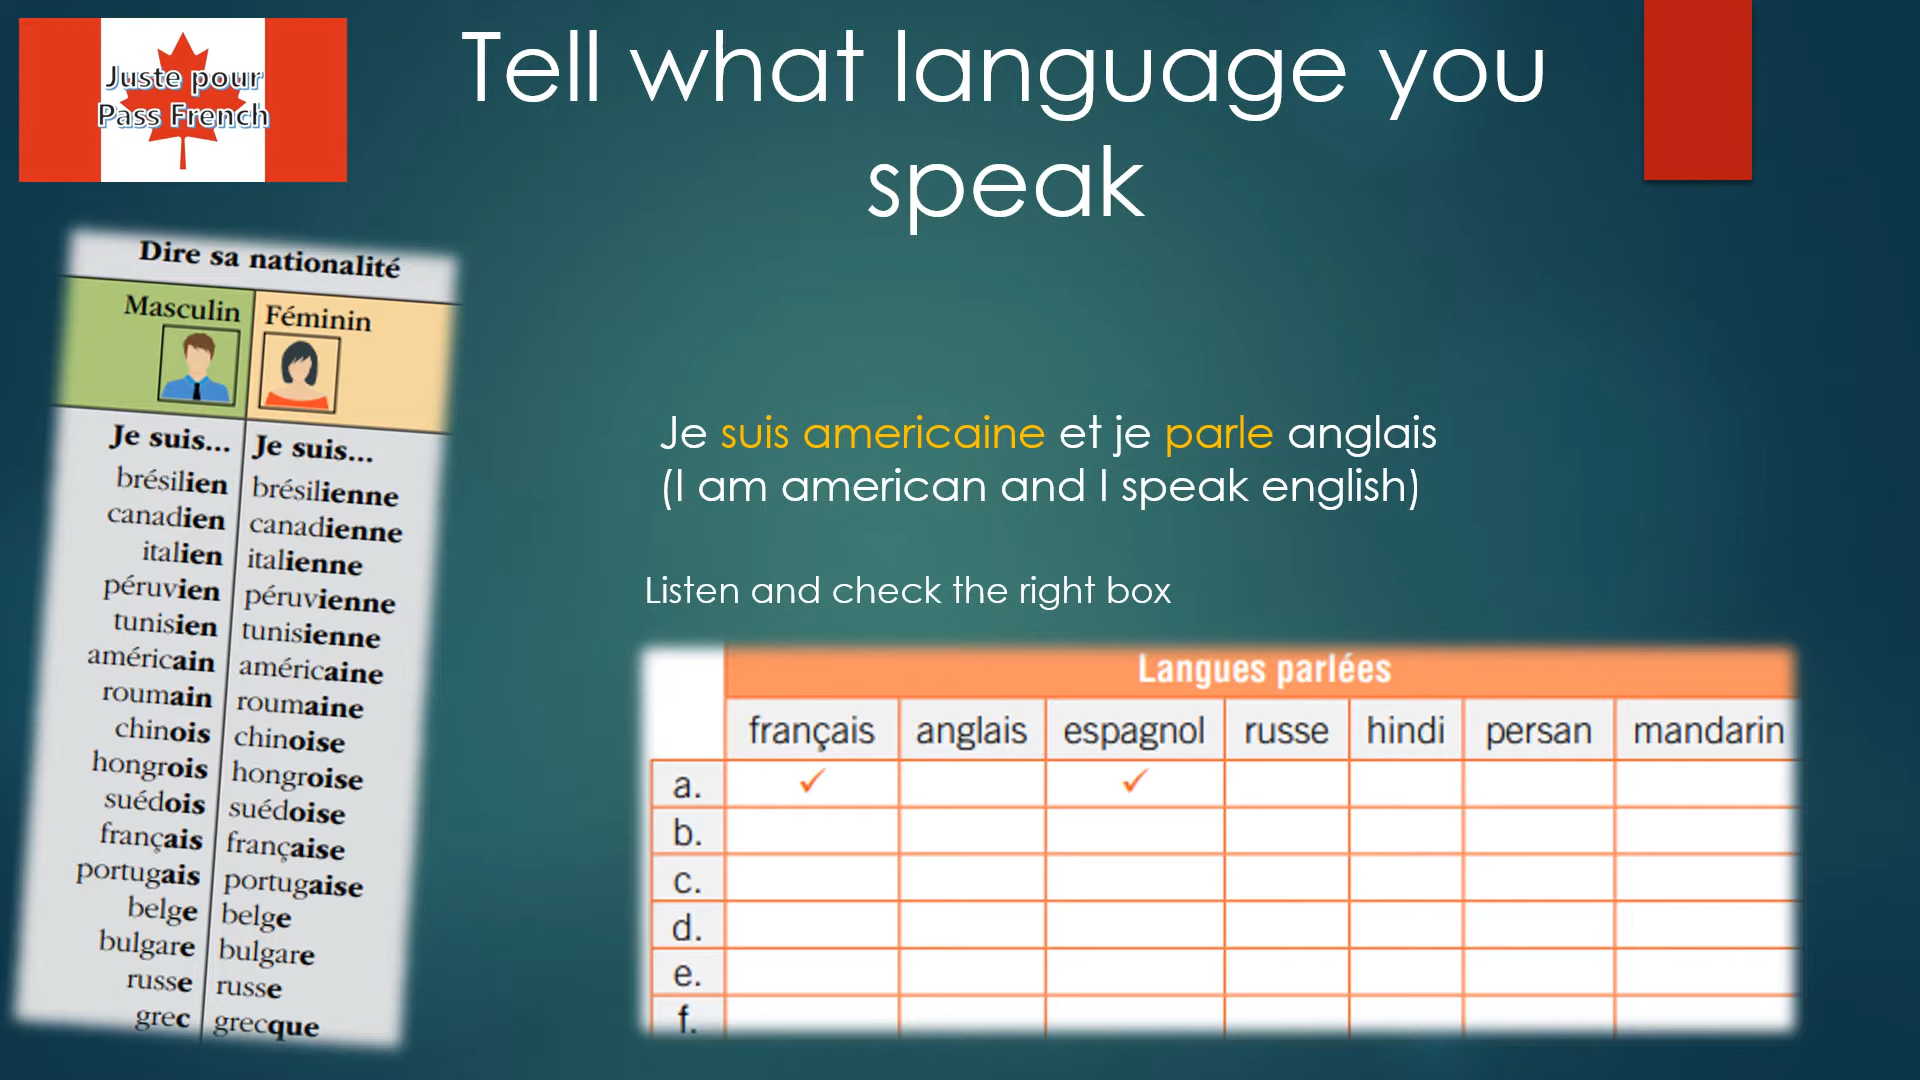 Juste pour
Pass French
Tell what language you
speak
Dire sa nationalité
Masculin Féminin
Je suis... Je suis...
brésilien brésilienne
canadien canadienne
italien italienne
péruvien péruvienne
tunisien tunisienne
américain américaine
roumain roumaine
chinois chinoise
hongrois hongroise
suédois suédoise
français française
portugais portugaise
belge belge
bulgare bulgare
russe russe
grec grecque
Je suis americaine et je parle anglais
(I am american and I speak english)
Listen and check the right box
Langues parlées
français anglais espagnol russe hindi persan mandarin
a. ✓ ✓
b.
c.
d.
e.
f.